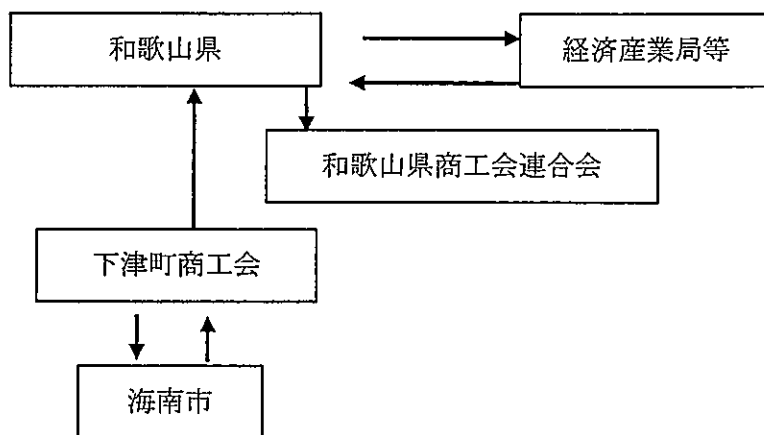 和歌山県
経済産業局等
和歌山県商工会連合会
下津町商工会
海南市